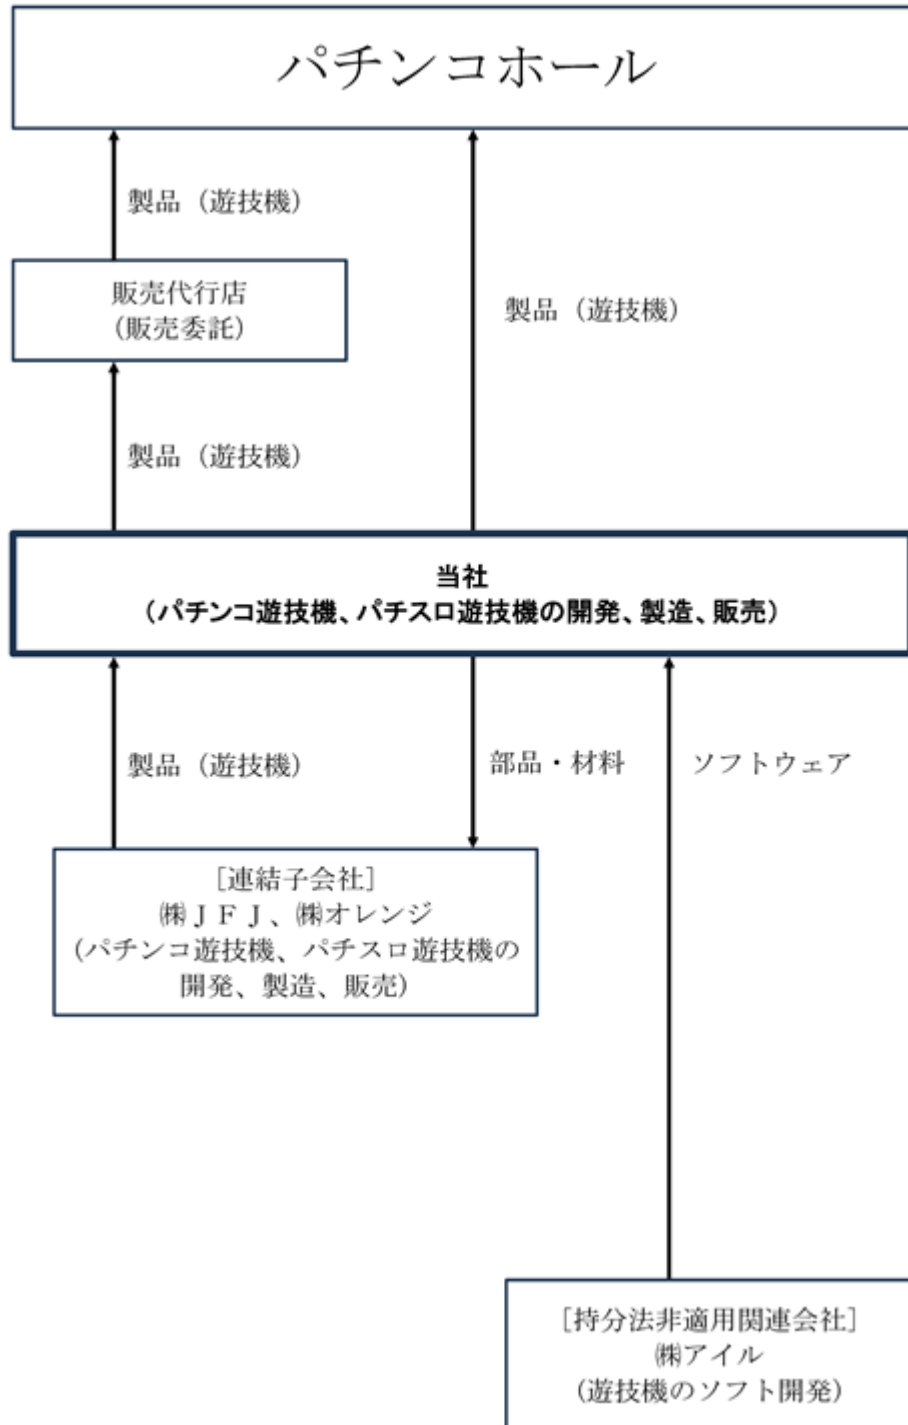 パチンコホール
製品（遊技機）
販売代行店
（販売委託）
製品（遊技機）
製品（遊技機）
当社
（パチンコ遊技機、パチスロ遊技機の開発、製造、販売）
製品（遊技機）
部品・材料
ソフトウェア
［連結子会社］
㈱ＪＦＪ、㈱オレンジ
（パチンコ遊技機、パチスロ遊技機の
開発、製造、販売）
［持分法非適用関連会社］
㈱アイル
（遊技機のソフト開発）